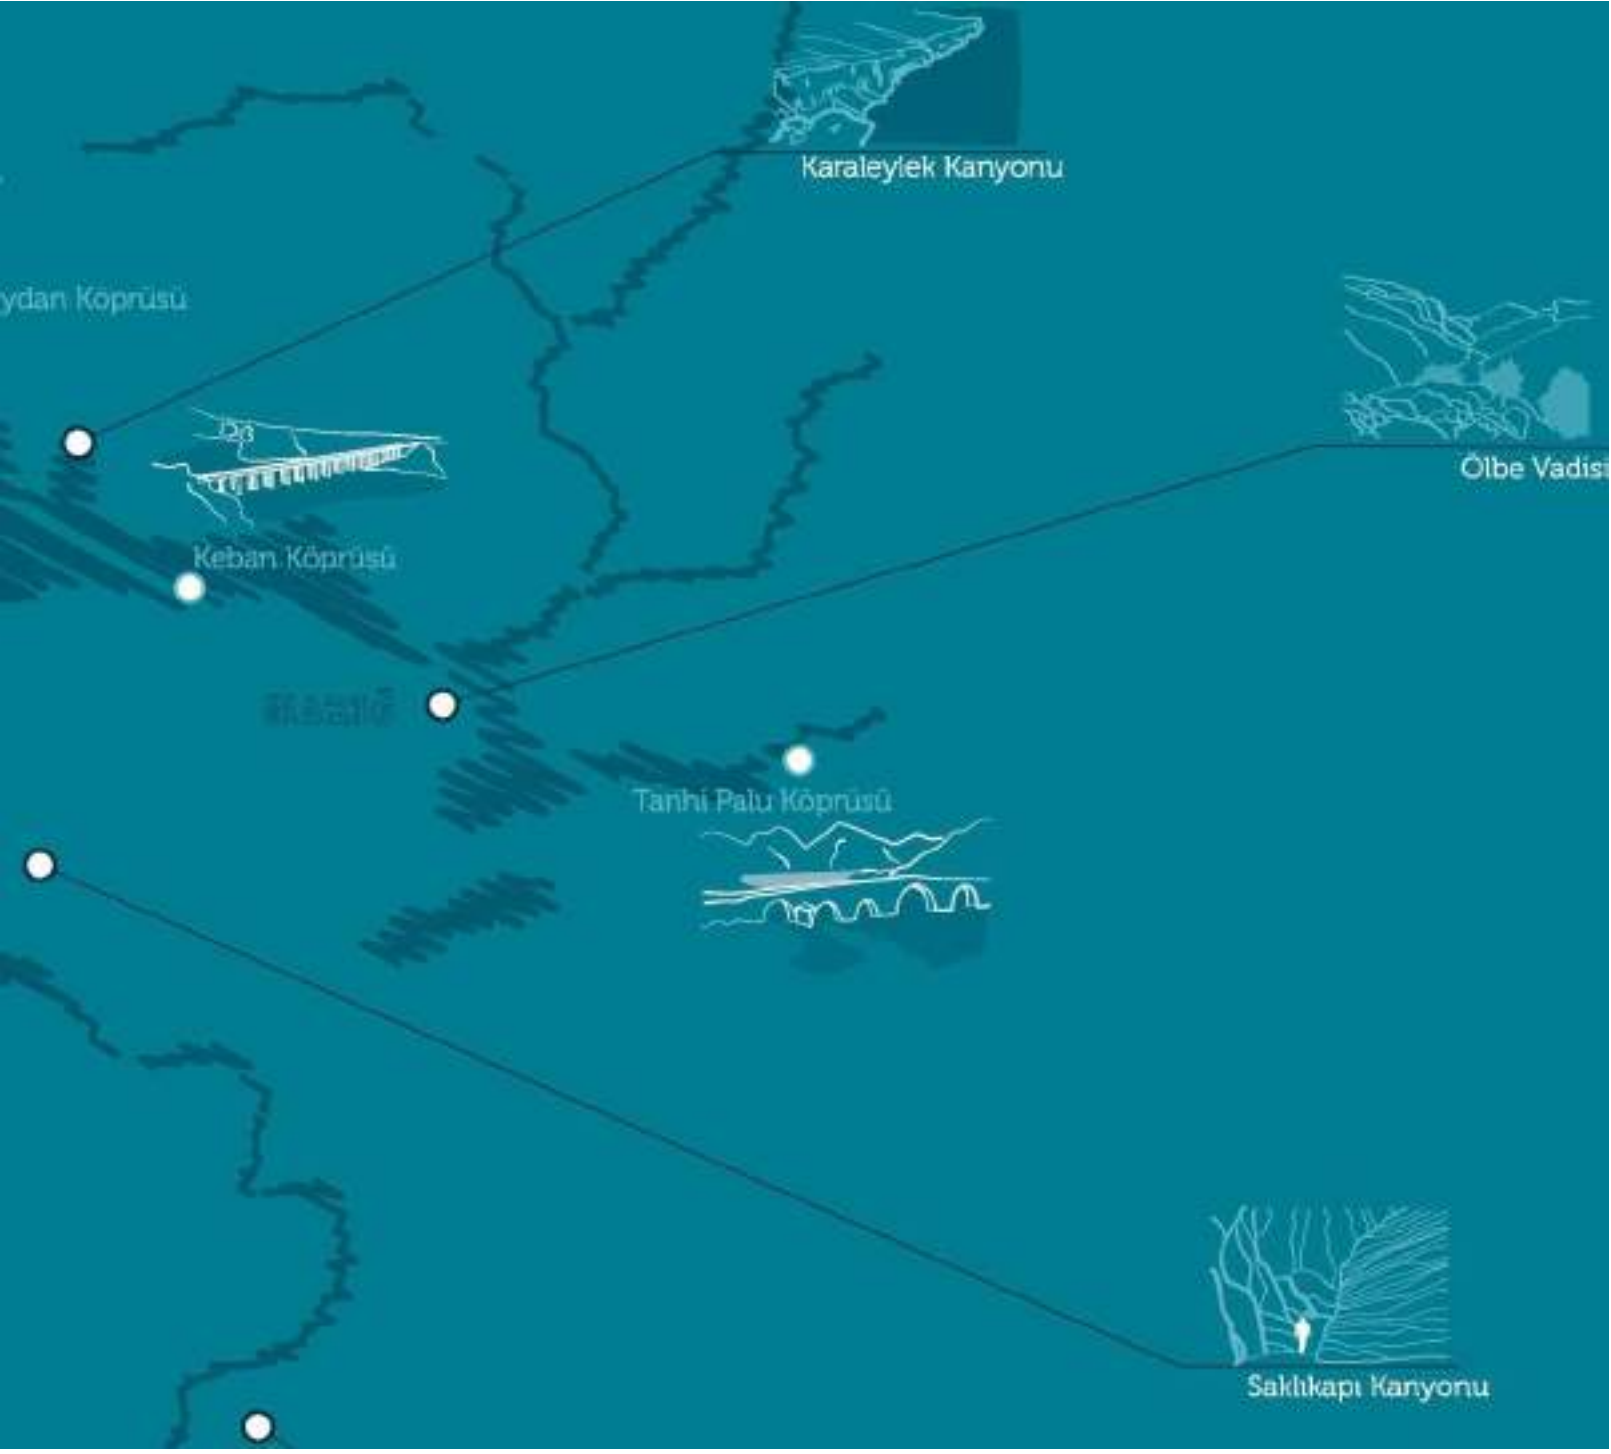 Karaleylek Kanyonu
ydan Köprüsü
Ölbe Vadisi
Keban Köprüsü
Tarihi Palu Köprüsü
Saklıkapı Kanyonu